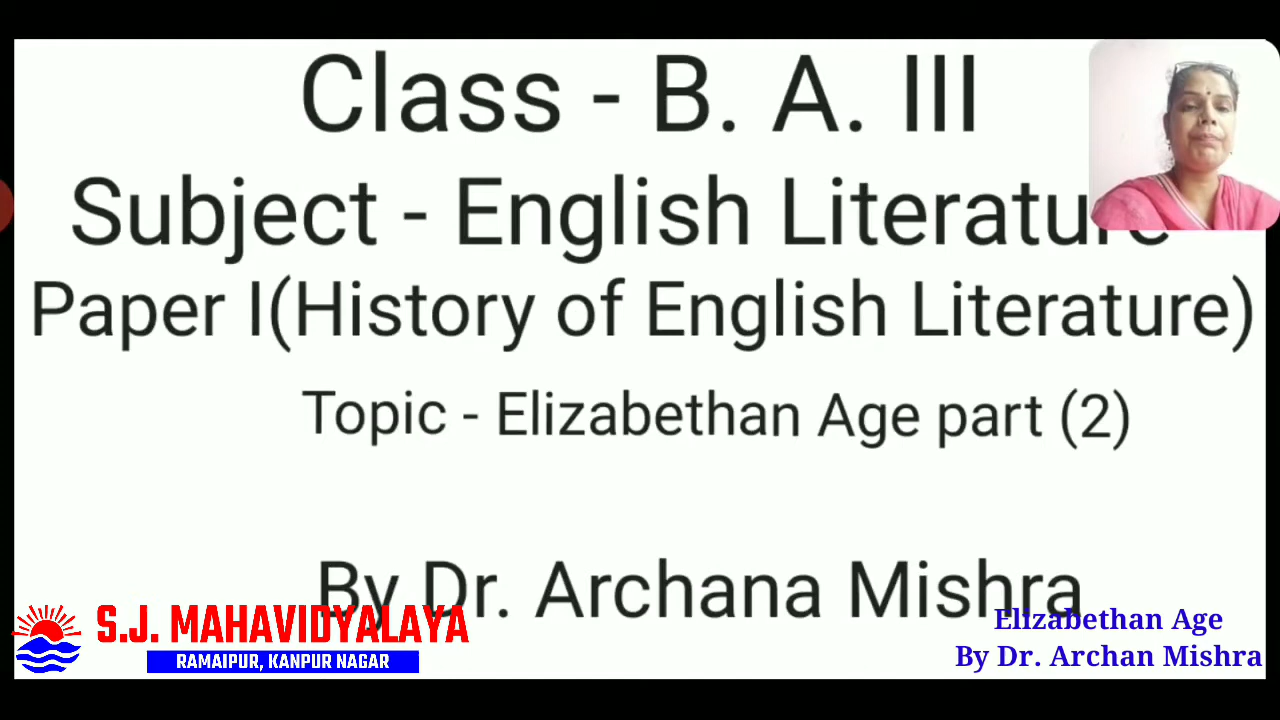 Class - B. A. III
Subject - English Literature
Paper I(History of English Literature)
Topic - Elizabethan Age part (2)
By Dr. Archana Mishra
S.J. MAHAVIDYALAYA
RAMAIPUR, KANPUR NAGAR
Elizabethan Age
By Dr. Archan Mishra